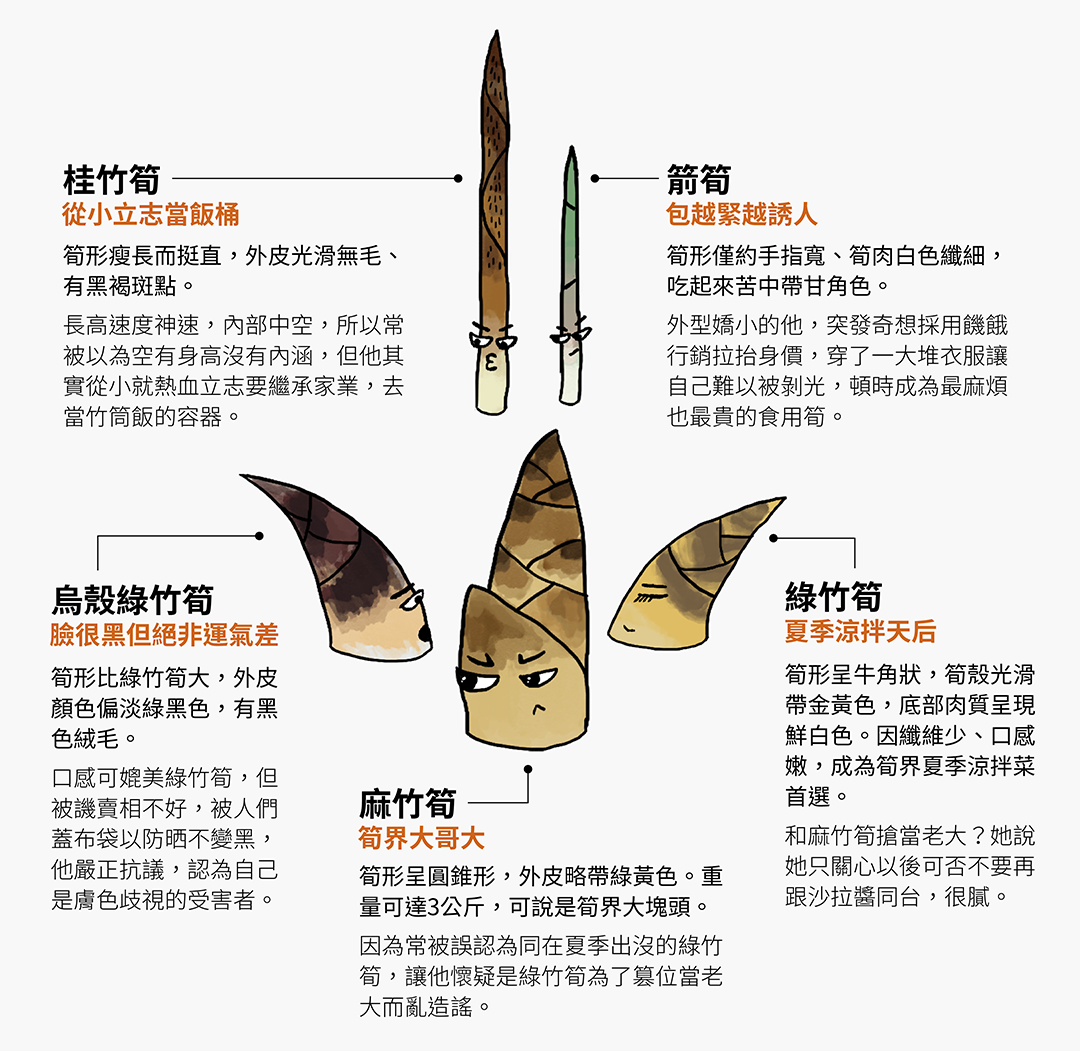 桂竹筍
從小立志當飯桶
筍形瘦長而挺直，外皮光滑無毛、
有黑褐斑點。
長高速度神速，內部中空，所以常
被以為空有身高沒有內涵，但他其
實從小就熱血立志要繼承家業，去
當竹筒飯的容器。
箭筍
包越緊越誘人
筍形僅約手指寬、筍肉白色纖細，
吃起來苦中帶甘角色。
外型嬌小的他，突發奇想採用饑餓
行銷拉抬身價，穿了一大堆衣服讓
自己難以被剝光，頓時成為最麻煩
也最貴的食用筍。
烏殼綠竹筍
臉很黑但絕非運氣差
筍形比綠竹筍大，外皮
顏色偏淡綠黑色，有黑
色絨毛。
口感可媲美綠竹筍，但
被譏賣相不好，被人們
蓋布袋以防晒不變黑，
他嚴正抗議，認為自己
是膚色歧視的受害者。
麻竹筍
筍界大哥大
筍形呈圓錐形，外皮略帶綠黃色。重
量可達3公斤，可說是筍界大塊頭。
因為常被誤認為同在夏季出沒的綠竹
筍，讓他懷疑是綠竹筍為了篡位當老
大而亂造謠。
綠竹筍
夏季涼拌天后
筍形呈牛角狀，筍殼光滑
帶金黃色，底部肉質呈現
鮮白色。因纖維少、口感
嫩，成為筍界夏季涼拌菜
首選。
和麻竹筍搶當老大？她說
她只關心以後可否不要再
跟沙拉醬同台，很膩。